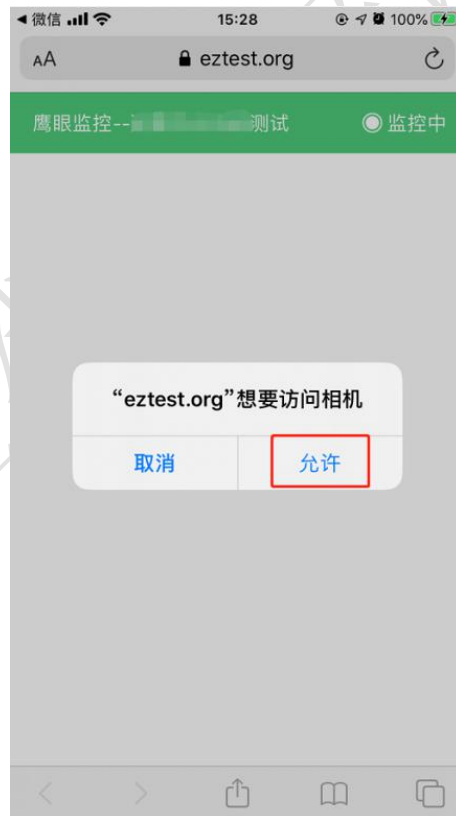 微信 15:28 100%
AA eztest.org
鹰眼监控-- 测试 监控中
“eztest.org”想要访问相机
取消 允许